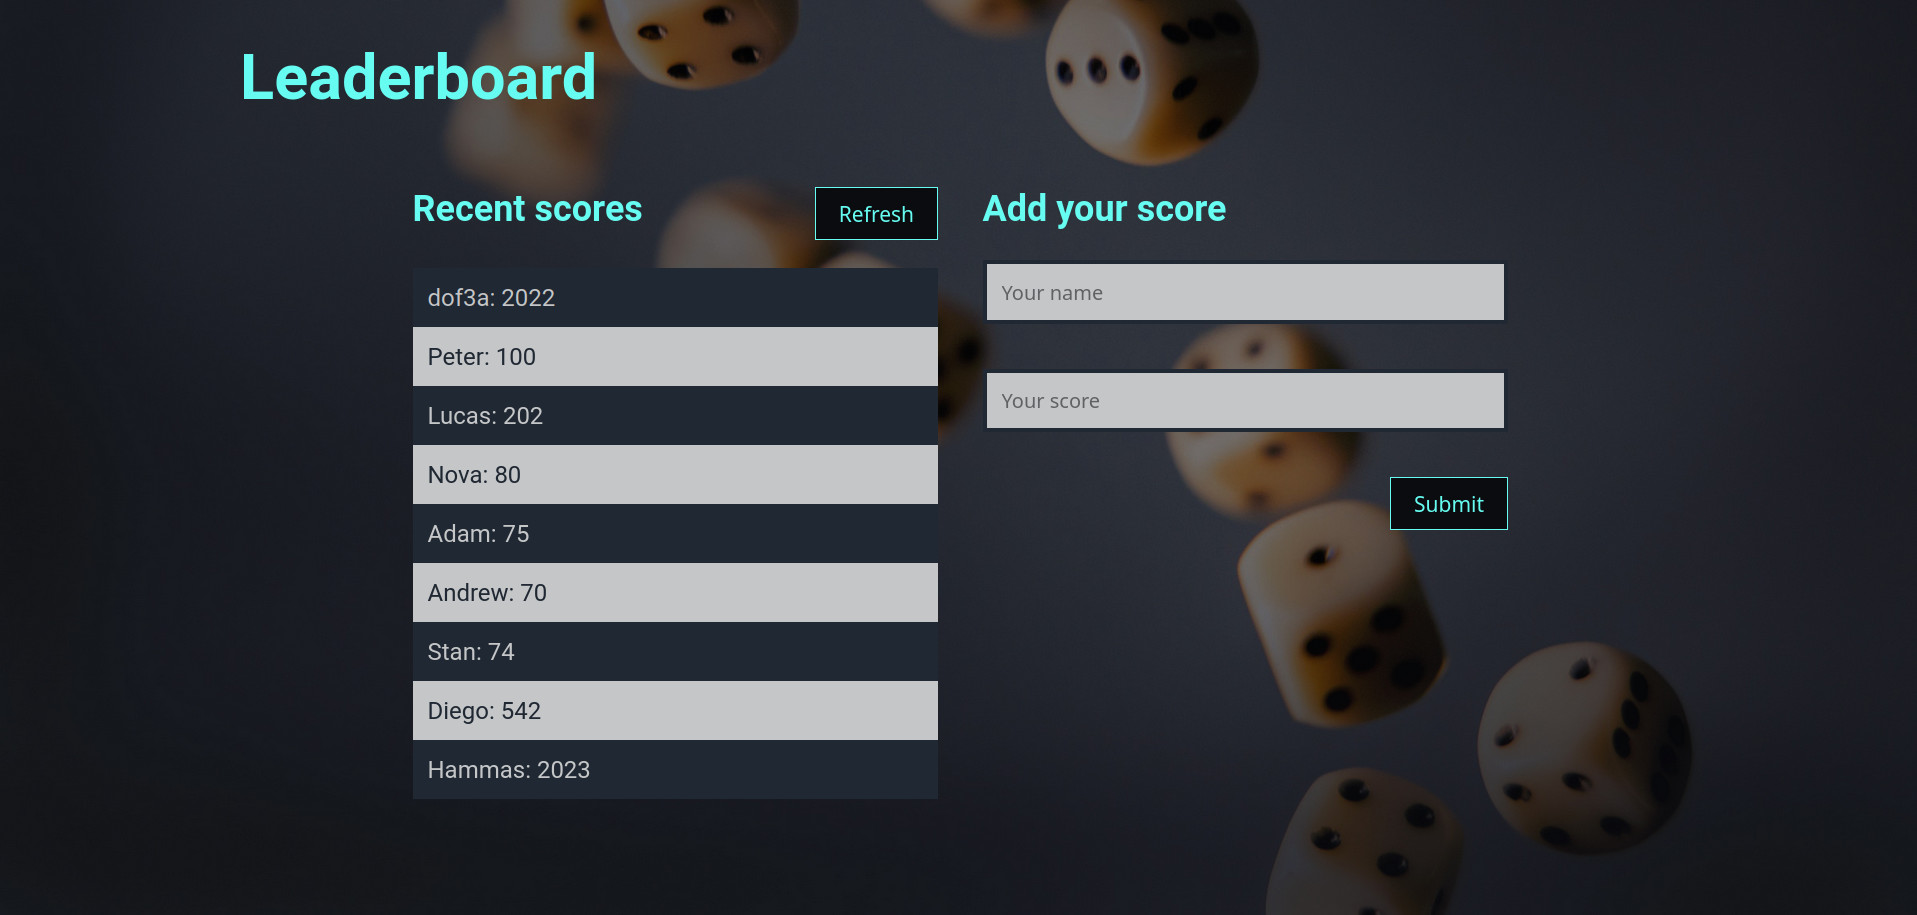 Leaderboard
Recent scores
Refresh
dof3a: 2022
Peter: 100
Lucas: 202
Nova: 80
Adam: 75
Andrew: 70
Stan: 74
Diego: 542
Hammas: 2023
Add your score
Your name
Your score
Submit